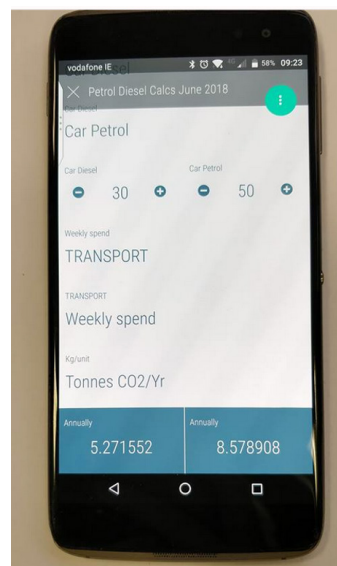 vodafone IE 4G 58% 09:23
Petrol Diesel Calcs June 2018
Car Diesel
Car Petrol
Car Diesel Car Petrol
30 50
Weekly spend
TRANSPORT
TRANSPORT
Weekly spend
Kg/unit
Tonnes CO2/Yr
Annually Annually
5.271552 8.578908